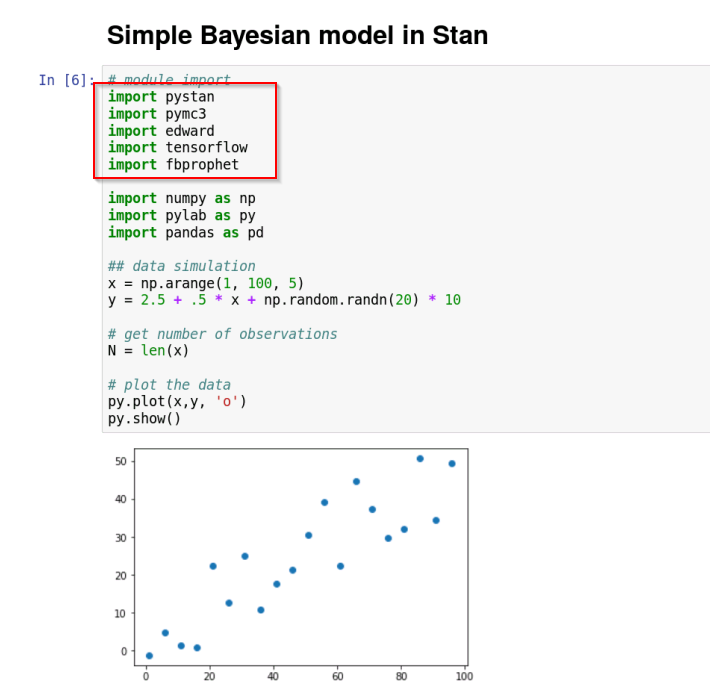 Simple Bayesian model in Stan
In [6]:
# module import
import pystan
import pymc3
import edward
import tensorflow
import fbprophet
import numpy as np
import pylab as py
import pandas as pd
## data simulation
x = np.arange(1, 100, 5)
y = 2.5 + .5 * x + np.random.randn(20) * 10
# get number of observations
N = len(x)
# plot the data
py.plot(x,y, 'o')
py.show()
50
40
30
20
10
0
0 20 40 60 80 100